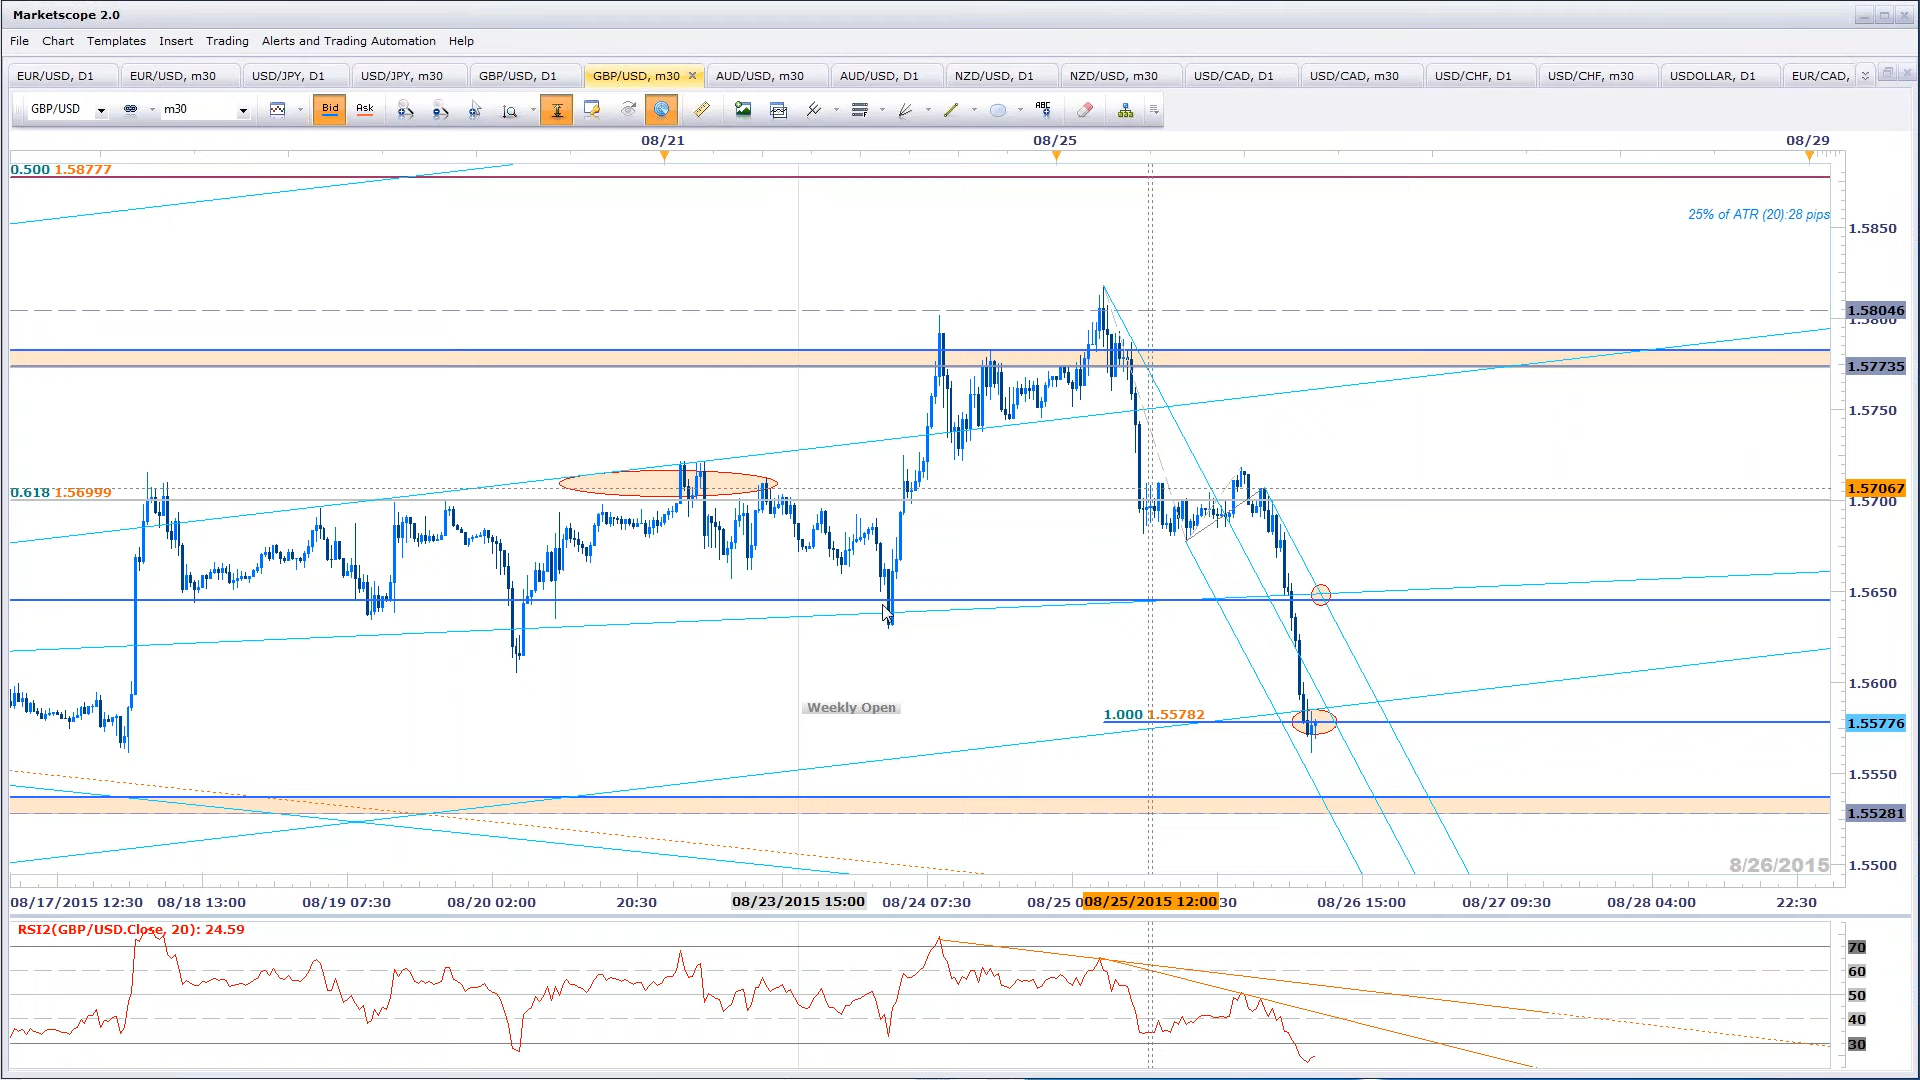 Marketscope 2.0
File Chart Templates Insert Trading Alerts and Trading Automation Help
EUR/USD, D1 EUR/USD, m30 USD/JPY, D1 USD/JPY, m30 GBP/USD, D1 GBP/USD, m30 AUD/USD, m30 AUD/USD, D1 NZD/USD, D1 NZD/USD, m30 USD/CAD, D1 USD/CAD, m30 USD/CHF, D1 USD/CHF, m30 USDOLLAR, D1 EUR/CAD,
GBP/USD m30 Bid Ask ABC
08/21 08/25 08/29
0.500 1.58777
25% of ATR (20):28 pips
1.5850
1.58046
1.5800
1.57735
1.5750
0.618 1.56999
1.57067
1.5700
1.5650
1.5600
Weekly Open
1.000 1.55782
1.55776
1.5550
1.55281
8/26/2015
1.5500
08/17/2015 12:30 08/18 13:00 08/19 07:30 08/20 02:00 20:30 08/23/2015 15:00 08/24 07:30 08/25 0 08/25/2015 12:00 30 08/26 15:00 08/27 09:30 08/28 04:00 22:30
RSI2(GBP/USD.Close, 20): 24.59
70
60
50
40
30